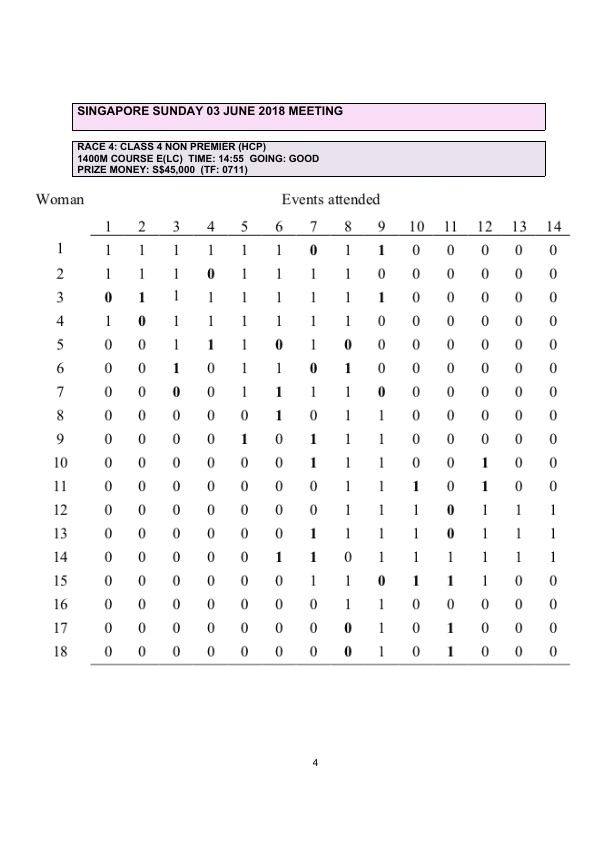 SINGAPORE SUNDAY 03 JUNE 2018 MEETING
RACE 4: CLASS 4 NON PREMIER (HCP)
1400M COURSE E(LC) TIME: 14:55 GOING: GOOD
PRIZE MONEY: S$45,000 (TF: 0711)
Woman Events attended
1 2 3 4 5 6 7 8 9 10 11 12 13 14
1 1 1 1 1 1 1 0 1 1 0 0 0 0 0
2 1 1 1 0 1 1 1 1 0 0 0 0 0 0
3 0 1 1 1 1 1 1 1 1 0 0 0 0 0
4 1 0 1 1 1 1 1 1 0 0 0 0 0 0
5 0 0 1 1 1 0 1 0 0 0 0 0 0 0
6 0 0 1 0 1 1 0 1 0 0 0 0 0 0
7 0 0 0 0 1 1 1 1 0 0 0 0 0 0
8 0 0 0 0 0 1 0 1 1 0 0 0 0 0
9 0 0 0 0 1 0 1 1 1 0 0 0 0 0
10 0 0 0 0 0 0 1 1 1 0 0 1 0 0
11 0 0 0 0 0 0 0 1 1 1 0 1 0 0
12 0 0 0 0 0 0 0 1 1 1 0 1 1 1
13 0 0 0 0 0 0 1 1 1 1 0 1 1 1
14 0 0 0 0 0 1 1 0 1 1 1 1 1 1
15 0 0 0 0 0 0 1 1 0 1 1 1 0 0
16 0 0 0 0 0 0 0 1 1 0 0 0 0 0
17 0 0 0 0 0 0 0 0 1 0 1 0 0 0
18 0 0 0 0 0 0 0 0 1 0 1 0 0 0
4